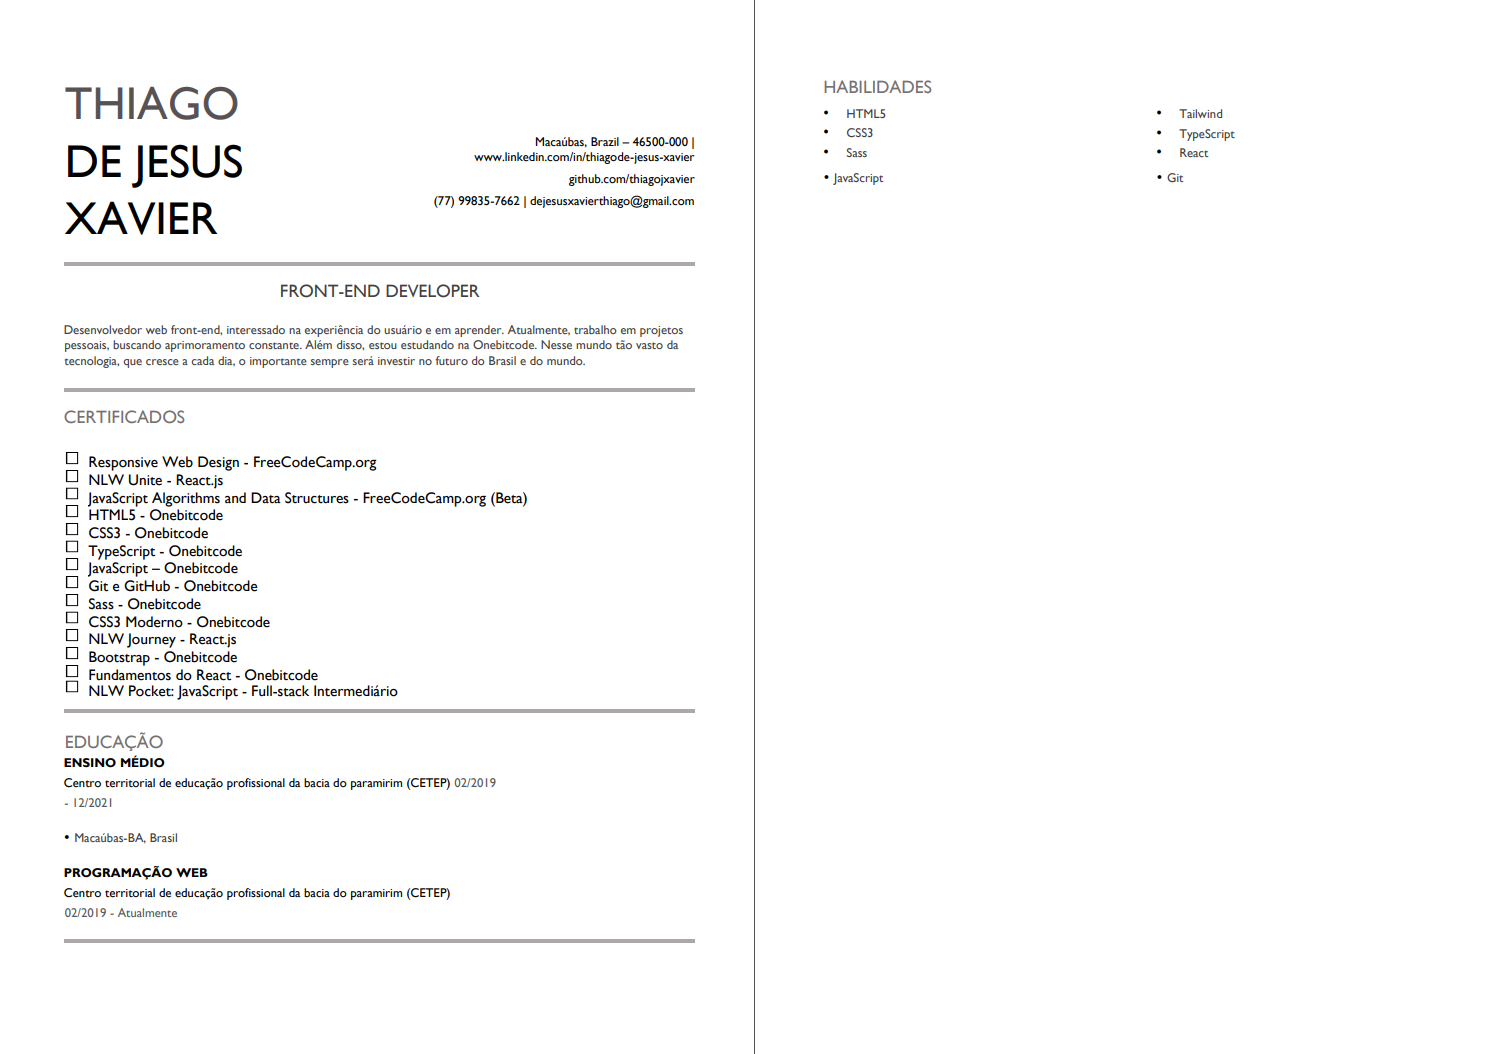 THIAGO
DE JESUS
XAVIER
Macaúbas, Brazil – 46500-000 |
www.linkedin.com/in/thiagode-jesus-xavier
github.com/thiagojxavier
(77) 99835-7662 | dejesusxavierthiago@gmail.com
FRONT-END DEVELOPER
Desenvolvedor web front-end, interessado na experiência do usuário e em aprender. Atualmente, trabalho em projetos
pessoais, buscando aprimoramento constante. Além disso, estou estudando na Onebitcode. Nesse mundo tão vasto da
tecnologia, que cresce a cada dia, o importante sempre será investir no futuro do Brasil e do mundo.
CERTIFICADOS
☐ Responsive Web Design - FreeCodeCamp.org
☐ NLW Unite - React.js
☐ JavaScript Algorithms and Data Structures - FreeCodeCamp.org (Beta)
☐ HTML5 - Onebitcode
☐ CSS3 - Onebitcode
☐ TypeScript - Onebitcode
☐ JavaScript – Onebitcode
☐ Git e GitHub - Onebitcode
☐ Sass - Onebitcode
☐ CSS3 Moderno - Onebitcode
☐ NLW Journey - React.js
☐ Bootstrap - Onebitcode
☐ Fundamentos do React - Onebitcode
☐ NLW Pocket: JavaScript - Full-stack Intermediário
EDUCAÇÃO
ENSINO MÉDIO
Centro territorial de educação profissional da bacia do paramirim (CETEP) 02/2019
- 12/2021
• Macaúbas-BA, Brasil
PROGRAMAÇÃO WEB
Centro territorial de educação profissional da bacia do paramirim (CETEP)
02/2019 - Atualmente
HABILIDADES
• HTML5
• CSS3
• Sass
• JavaScript
• Tailwind
• TypeScript
• React
• Git